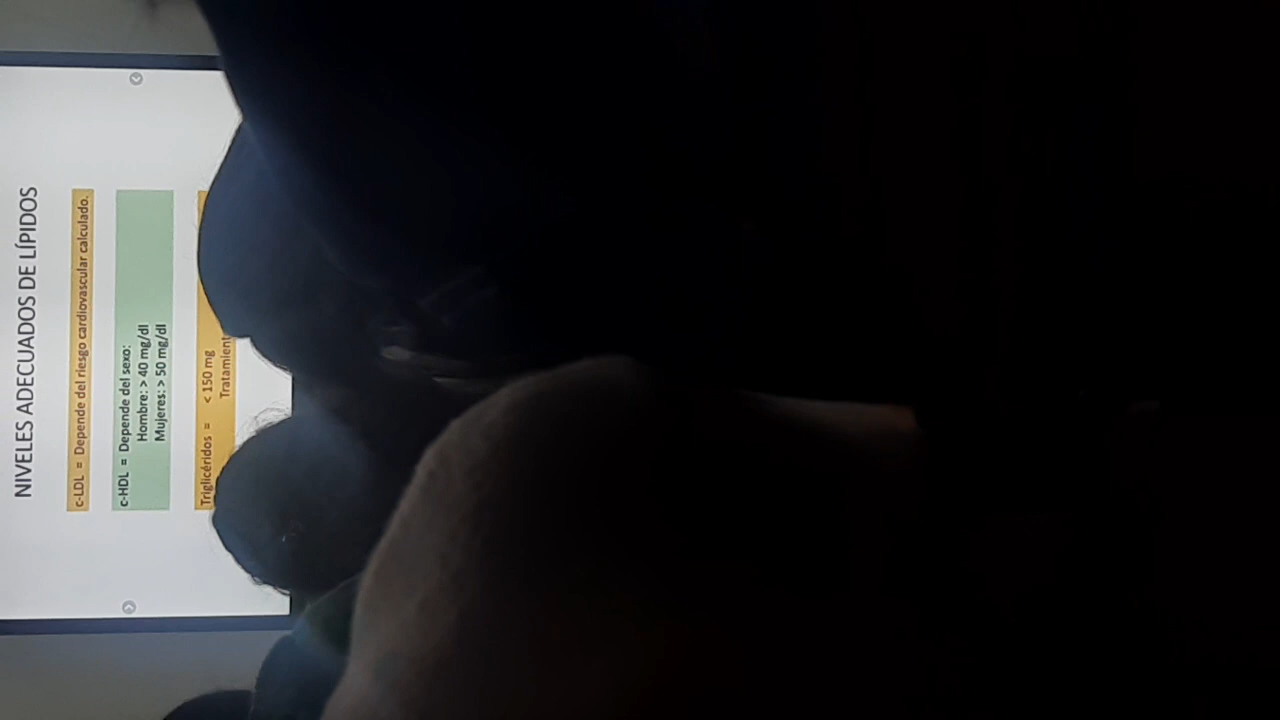 NIVELES ADECUADOS DE LÍPIDOS
c-LDL = Depende del riesgo cardiovascular calculado.
c-HDL = Depende del sexo:
Hombre: > 40 mg/dl
Mujeres: > 50 mg/dl
Triglicéridos = < 150 mg